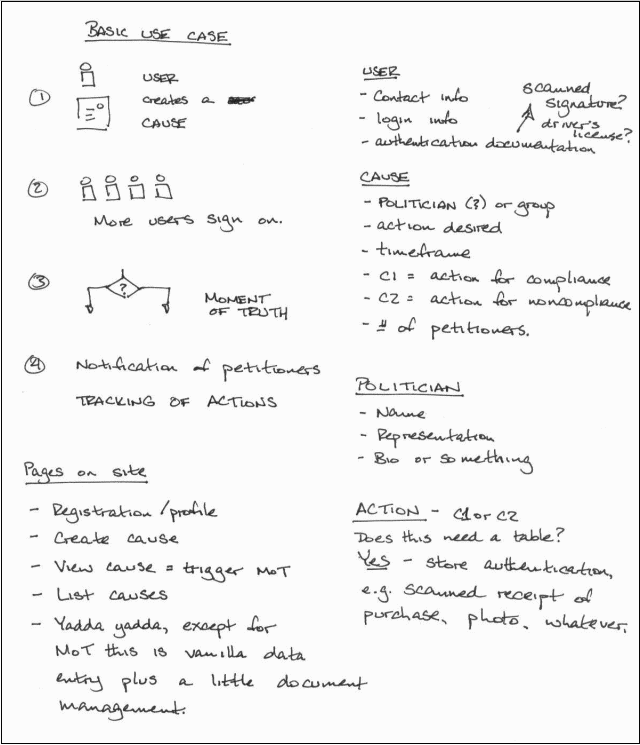 BASIC USE CASE
① USER
creates a
CAUSE
② More users sign on.
③ ?
MOMENT
OF TRUTH
④ Notification of petitioners
TRACKING OF ACTIONS
Pages on site
- Registration/profile
- Create cause
- View cause = trigger MoT
- List causes
- Yadda yadda, except for
MoT this is vanilla data
entry plus a little document
management.
USER
- Contact info
- login info
- authentication documentation
scanned
signature?
driver's
license?
CAUSE
- POLITICIAN (?) or group
- action desired
- timeframe
- C1 = action for compliance
- C2 = action for noncompliance
- # of petitioners.
POLITICIAN
- Name
- Representation
- Bio or something
ACTION - C1 or C2
Does this need a table?
Yes - store authentication,
e.g. scanned receipt of
purchase, photo, whatever.